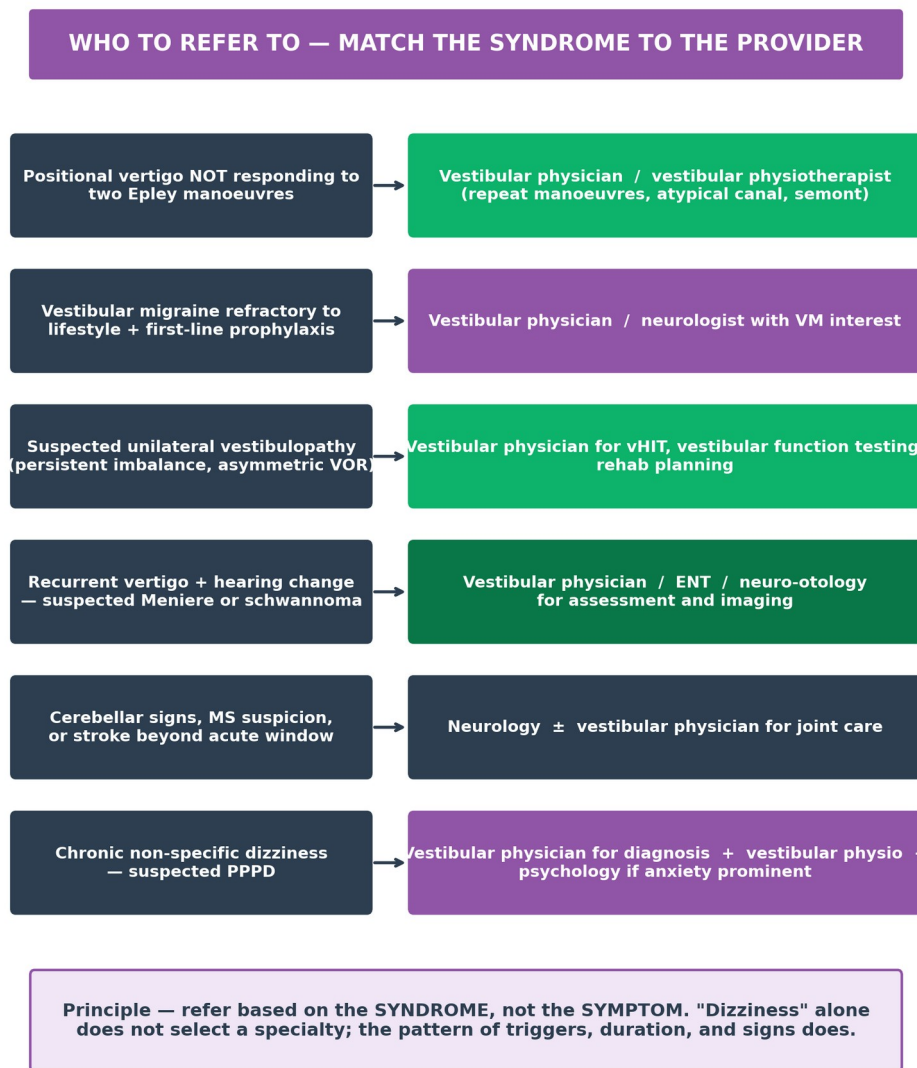 WHO TO REFER TO — MATCH THE SYNDROME TO THE PROVIDER
Positional vertigo NOT responding to
two Epley manoeuvres
Vestibular physician / vestibular physiotherapist
(repeat manoeuvres, atypical canal, semont)
Vestibular migraine refractory to
lifestyle + first-line prophylaxis
Vestibular physician / neurologist with VM interest
Suspected unilateral vestibulopathy
(persistent imbalance, asymmetric VOR)
Vestibular physician for vHIT, vestibular function testing
rehab planning
Recurrent vertigo + hearing change
— suspected Meniere or schwannoma
Vestibular physician / ENT / neuro-otology
for assessment and imaging
Cerebellar signs, MS suspicion,
or stroke beyond acute window
Neurology ± vestibular physician for joint care
Chronic non-specific dizziness
— suspected PPPD
Vestibular physician for diagnosis + vestibular physio
psychology if anxiety prominent
Principle — refer based on the SYNDROME, not the SYMPTOM. "Dizziness" alone
does not select a specialty; the pattern of triggers, duration, and signs does.